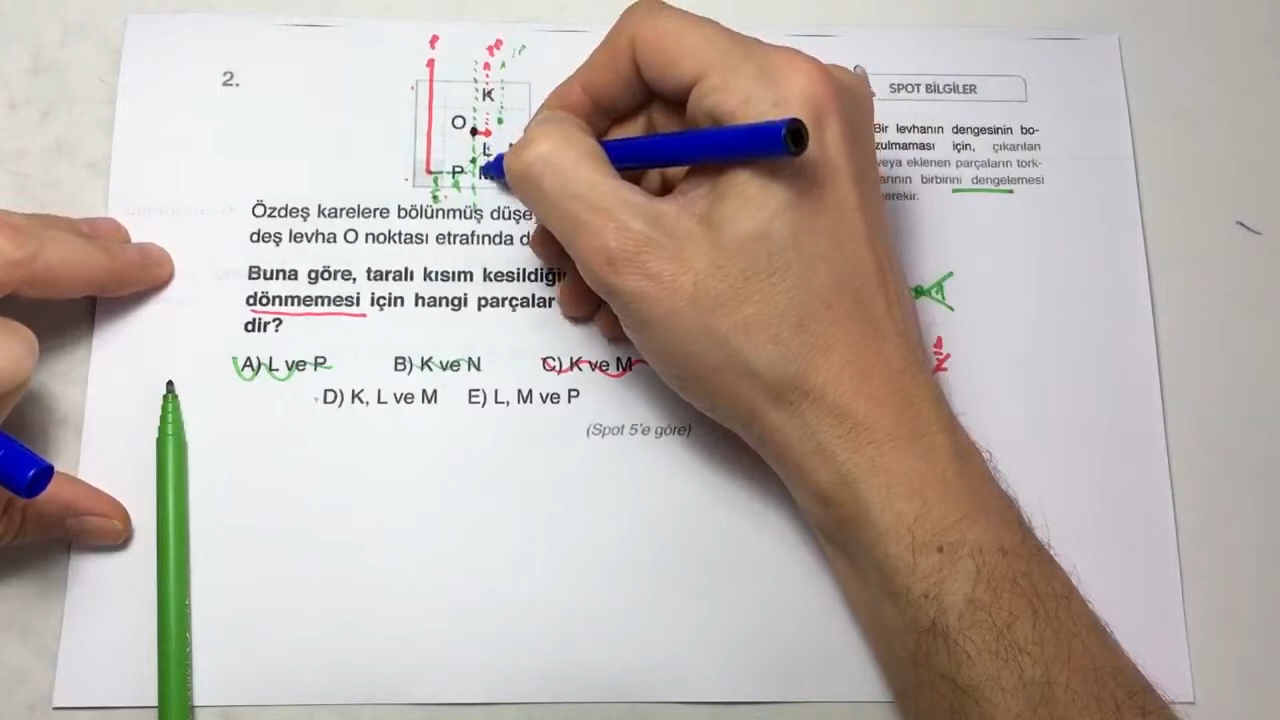 2.
SPOT BİLGİLER
K
O
L
P
Bir levhanın dengesinin bo-
zulmaması için, çıkarılan
veya eklenen parçaların tork-
larının birbirini dengelemesi
gerekir.
Özdeş karelere bölünmüş
deş levha O noktası etrafında
Buna göre, taralı kısım
dönmemesi için hangi parçalar
dir?
A) L ve P B) K ve N C) K ve M
D) K, L ve M E) L, M ve P
(Spot 5'e göre)